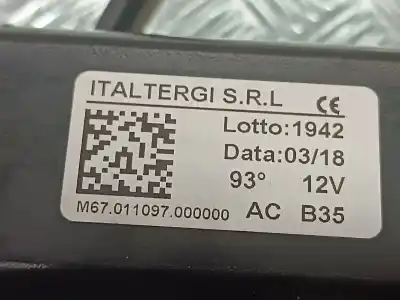 ITALTERGI S.R.L CE
Lotto:1942
Data:03/18
93° 12V
M67.011097.000000 AC B35